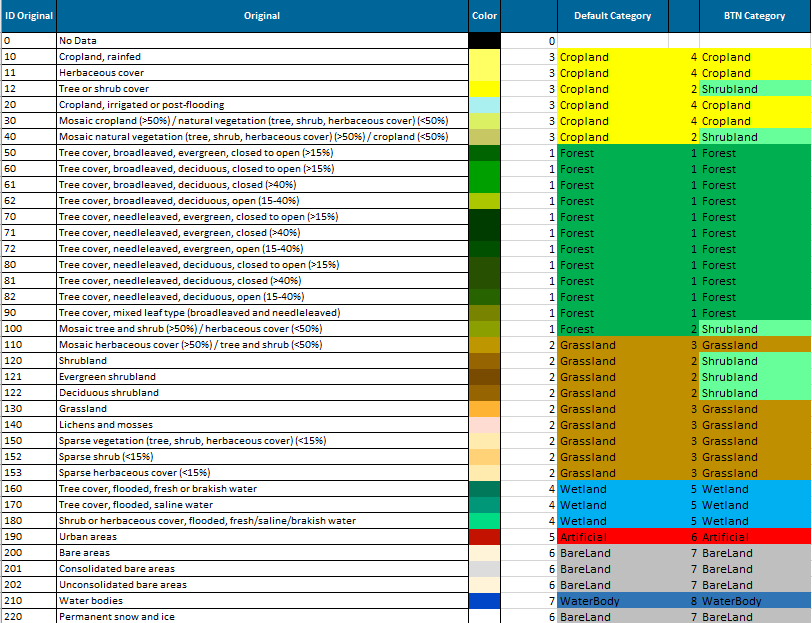 ID Original Original Color Default Category BTN Category
0 No Data 0
10 Cropland, rainfed 3 Cropland 4 Cropland
11 Herbaceous cover 3 Cropland 4 Cropland
12 Tree or shrub cover 3 Cropland 2 Shrubland
20 Cropland, irrigated or post-flooding 3 Cropland 4 Cropland
30 Mosaic cropland (>50%) / natural vegetation (tree, shrub, herbaceous cover) (<50%) 3 Cropland 4 Cropland
40 Mosaic natural vegetation (tree, shrub, herbaceous cover) (>50%) / cropland (<50%) 3 Cropland 2 Shrubland
50 Tree cover, broadleaved, evergreen, closed to open (>15%) 1 Forest 1 Forest
60 Tree cover, broadleaved, deciduous, closed to open (>15%) 1 Forest 1 Forest
61 Tree cover, broadleaved, deciduous, closed (>40%) 1 Forest 1 Forest
62 Tree cover, broadleaved, deciduous, open (15-40%) 1 Forest 1 Forest
70 Tree cover, needleleaved, evergreen, closed to open (>15%) 1 Forest 1 Forest
71 Tree cover, needleleaved, evergreen, closed (>40%) 1 Forest 1 Forest
72 Tree cover, needleleaved, evergreen, open (15-40%) 1 Forest 1 Forest
80 Tree cover, needleleaved, deciduous, closed to open (>15%) 1 Forest 1 Forest
81 Tree cover, needleleaved, deciduous, closed (>40%) 1 Forest 1 Forest
82 Tree cover, needleleaved, deciduous, open (15-40%) 1 Forest 1 Forest
90 Tree cover, mixed leaf type (broadleaved and needleleaved) 1 Forest 1 Forest
100 Mosaic tree and shrub (>50%) / herbaceous cover (<50%) 1 Forest 2 Shrubland
110 Mosaic herbaceous cover (>50%) / tree and shrub (<50%) 2 Grassland 3 Grassland
120 Shrubland 2 Grassland 2 Shrubland
121 Evergreen shrubland 2 Grassland 2 Shrubland
122 Deciduous shrubland 2 Grassland 2 Shrubland
130 Grassland 2 Grassland 3 Grassland
140 Lichens and mosses 2 Grassland 3 Grassland
150 Sparse vegetation (tree, shrub, herbaceous cover) (<15%) 2 Grassland 3 Grassland
152 Sparse shrub (<15%) 2 Grassland 3 Grassland
153 Sparse herbaceous cover (<15%) 2 Grassland 3 Grassland
160 Tree cover, flooded, fresh or brakish water 4 Wetland 5 Wetland
170 Tree cover, flooded, saline water 4 Wetland 5 Wetland
180 Shrub or herbaceous cover, flooded, fresh/saline/brakish water 4 Wetland 5 Wetland
190 Urban areas 5 Artificial 6 Artificial
200 Bare areas 6 BareLand 7 BareLand
201 Consolidated bare areas 6 BareLand 7 BareLand
202 Unconsolidated bare areas 6 BareLand 7 BareLand
210 Water bodies 7 WaterBody 8 WaterBody
220 Permanent snow and ice 6 BareLand 7 BareLand